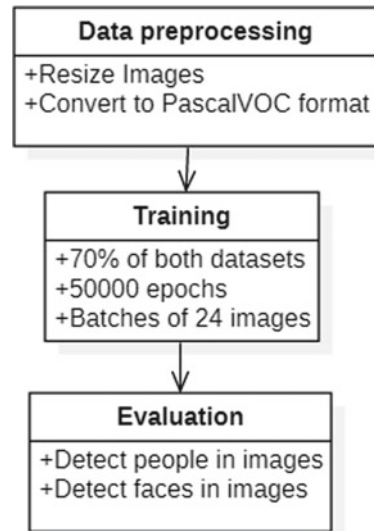 Data preprocessing
+Resize Images
+Convert to PascalVOC format
Training
+70% of both datasets
+50000 epochs
+Batches of 24 images
Evaluation
+Detect people in images
+Detect faces in images